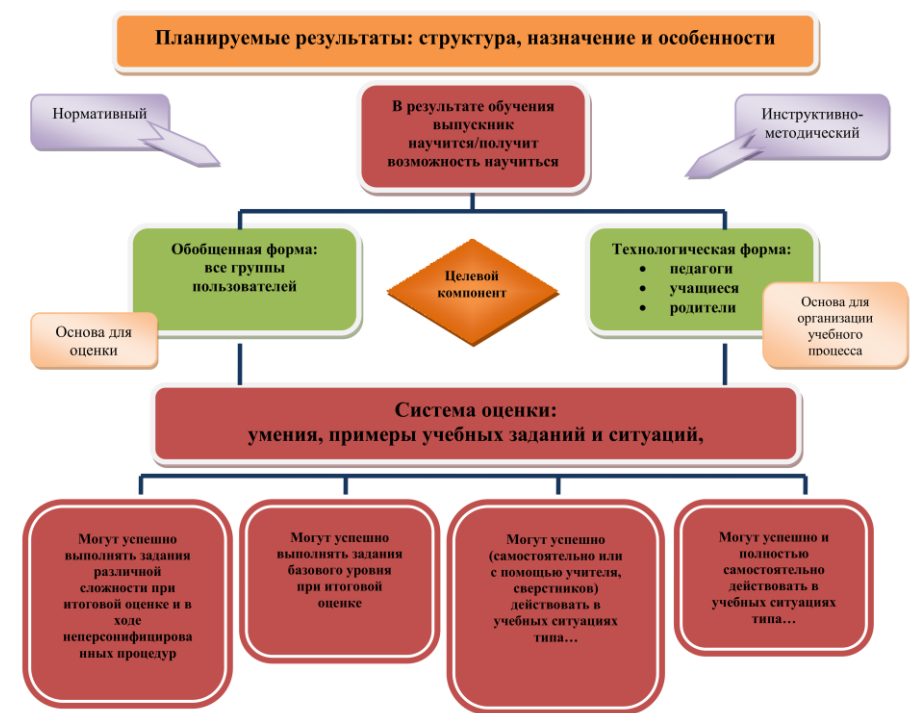 Планируемые результаты: структура, назначение и особенности
Нормативный
В результате обучения
выпускник
научится/получит
возможность научиться
Инструктивно-
методический
Обобщенная форма:
все группы
пользователей
Целевой
компонент
Технологическая форма:
• педагоги
• учащиеся
• родители
Основа для
оценки
Основа для
организации
учебного
процесса
Система оценки:
умения, примеры учебных заданий и ситуаций,
Могут успешно
выполнять задания
различной
сложности при
итоговой оценке и в
ходе
неперсонифицирова
нных процедур
Могут успешно
выполнять задания
базового уровня
при итоговой
оценке
Могут успешно
(самостоятельно или
с помощью учителя,
сверстников)
действовать в
учебных ситуациях
типа…
Могут успешно и
полностью
самостоятельно
действовать в
учебных ситуациях
типа…